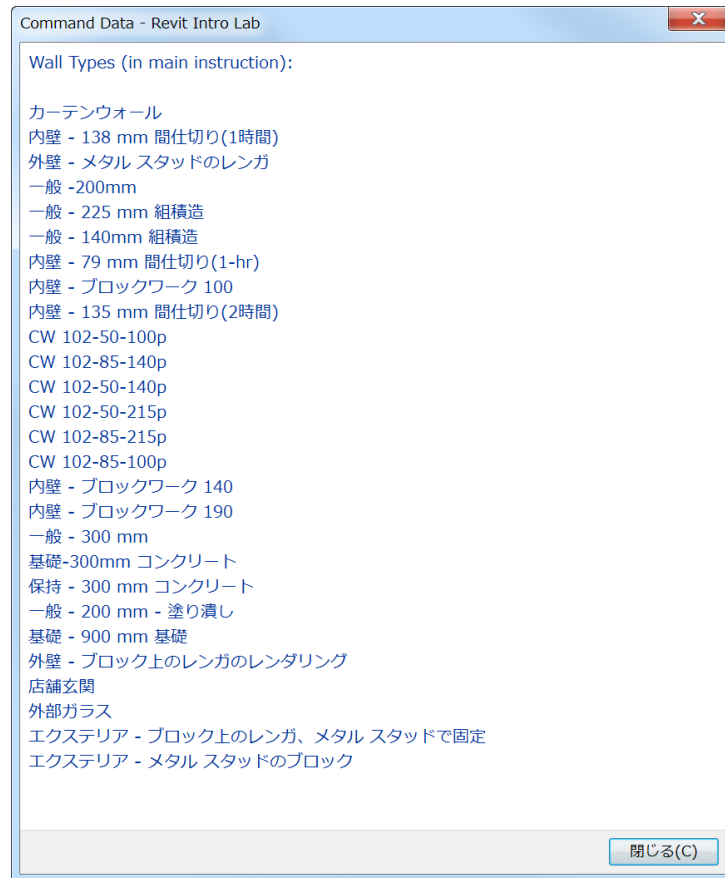 Command Data - Revit Intro Lab
Wall Types (in main instruction):
カーテンウォール
内壁 - 138 mm 間仕切り(1時間)
外壁 - メタル スタッドのレンガ
一般 -200mm
一般 - 225 mm 組積造
一般 - 140mm 組積造
内壁 - 79 mm 間仕切り(1-hr)
内壁 - ブロックワーク 100
内壁 - 135 mm 間仕切り(2時間)
CW 102-50-100p
CW 102-85-140p
CW 102-50-140p
CW 102-50-215p
CW 102-85-215p
CW 102-85-100p
内壁 - ブロックワーク 140
内壁 - ブロックワーク 190
一般 - 300 mm
基礎-300mm コンクリート
保持 - 300 mm コンクリート
一般 - 200 mm - 塗り潰し
基礎 - 900 mm 基礎
外壁 - ブロック上のレンガのレンダリング
店舗玄関
外部ガラス
エクステリア - ブロック上のレンガ、メタル スタッドで固定
エクステリア - メタル スタッドのブロック
閉じる(C)